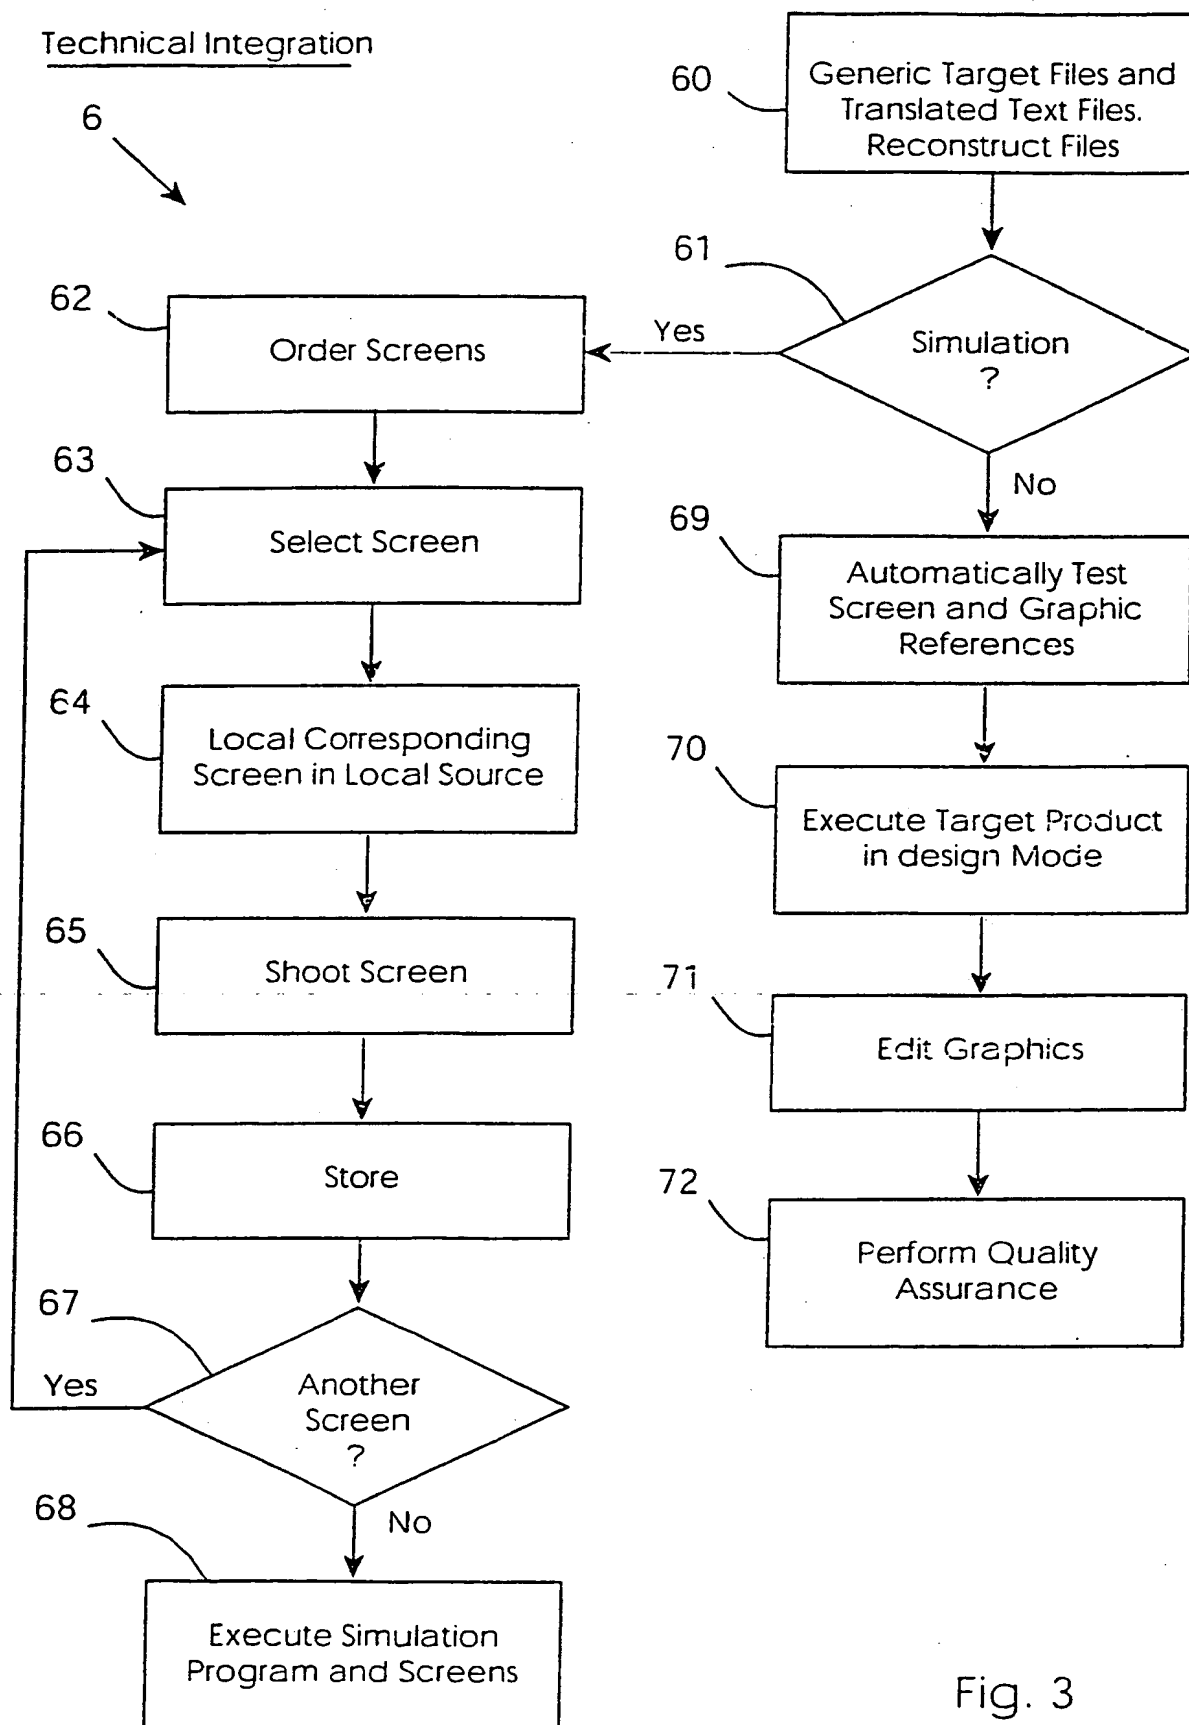 Technical Integration
6
60
Generic Target Files and
Translated Text Files.
Reconstruct Files
61
Simulation
?
Yes
No
62
Order Screens
63
Select Screen
64
Local Corresponding
Screen in Local Source
65
Shoot Screen
66
Store
67
Another
Screen
?
Yes
No
68
Execute Simulation
Program and Screens
69
Automatically Test
Screen and Graphic
References
70
Execute Target Product
in design Mode
71
Edit Graphics
72
Perform Quality
Assurance
Fig. 3